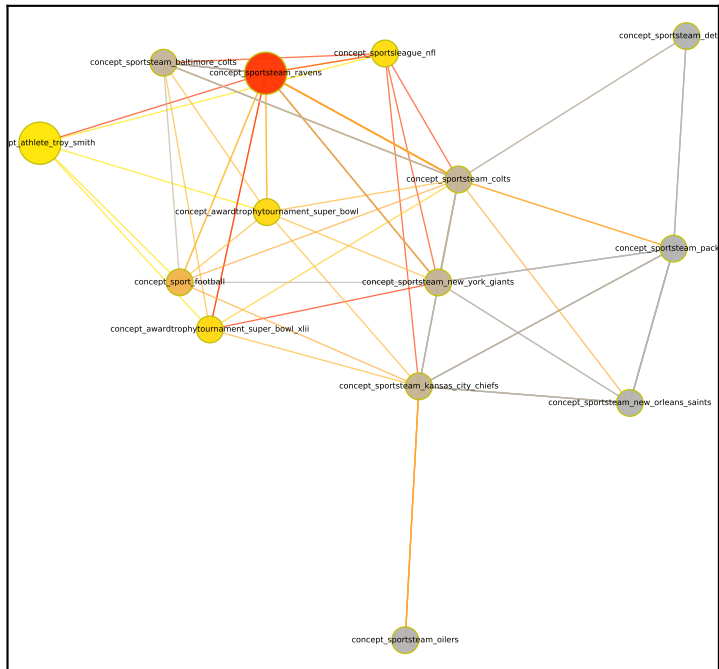 concept_sportsteam_det
concept_sportsleague_nfl
concept_sportsteam_baltimore_colts
concept_sportsteam_ravens
pt_athlete_troy_smith
concept_sportsteam_colts
concept_awardtrophytournament_super_bowl
concept_sportsteam_pack
concept_sport_football
concept_sportsteam_new_york_giants
concept_awardtrophytournament_super_bowl_xlii
concept_sportsteam_kansas_city_chiefs
concept_sportsteam_new_orleans_saints
concept_sportsteam_oilers